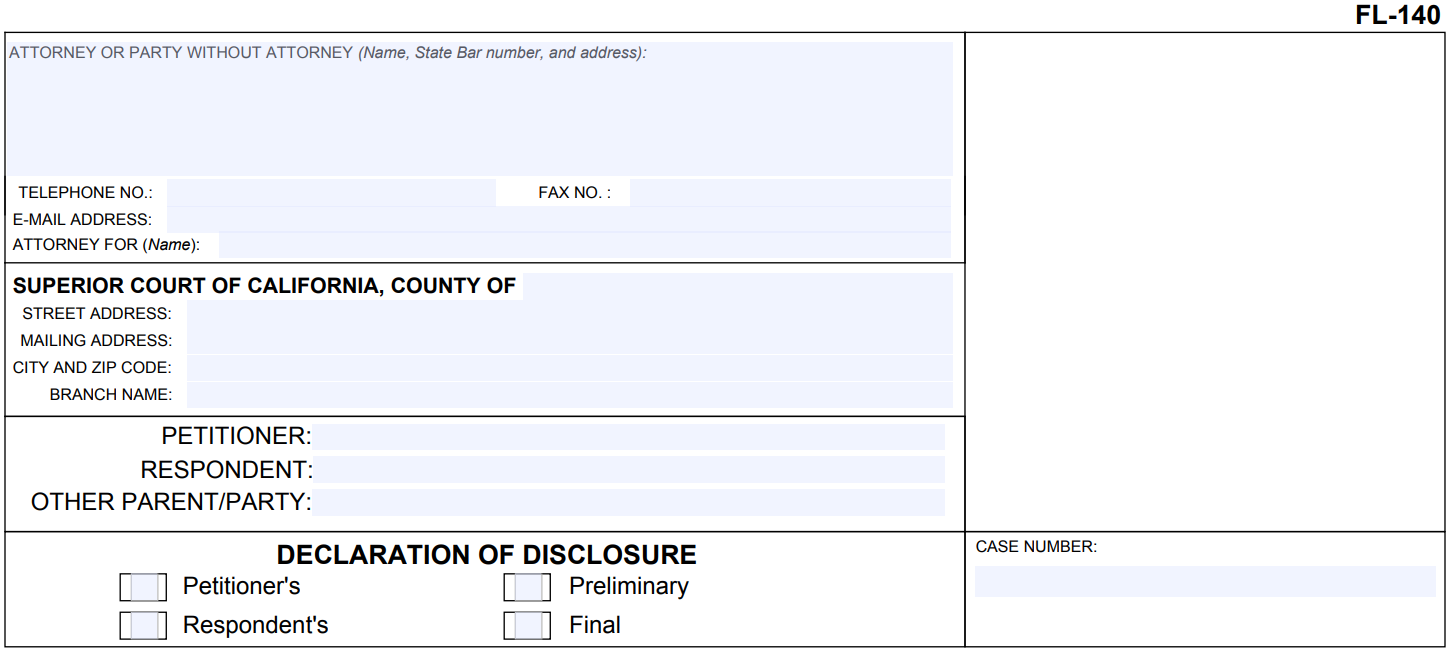 FL-140
ATTORNEY OR PARTY WITHOUT ATTORNEY (Name, State Bar number, and address):
TELEPHONE NO.: FAX NO. :
E-MAIL ADDRESS:
ATTORNEY FOR (Name):
SUPERIOR COURT OF CALIFORNIA, COUNTY OF
STREET ADDRESS:
MAILING ADDRESS:
CITY AND ZIP CODE:
BRANCH NAME:
PETITIONER:
RESPONDENT:
OTHER PARENT/PARTY:
DECLARATION OF DISCLOSURE
Petitioner's Preliminary
Respondent's Final
CASE NUMBER: